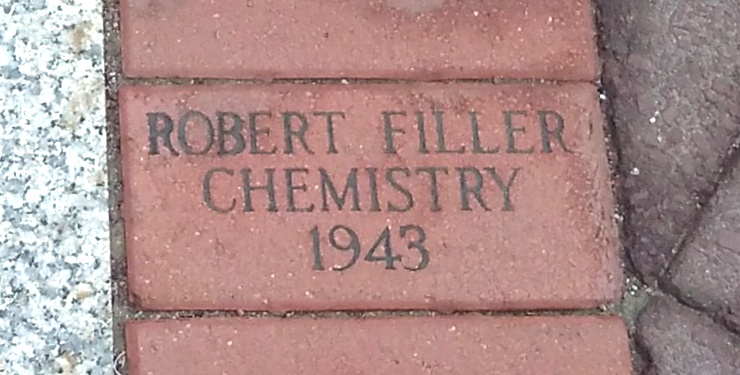 ROBERT FILLER
CHEMISTRY
1943